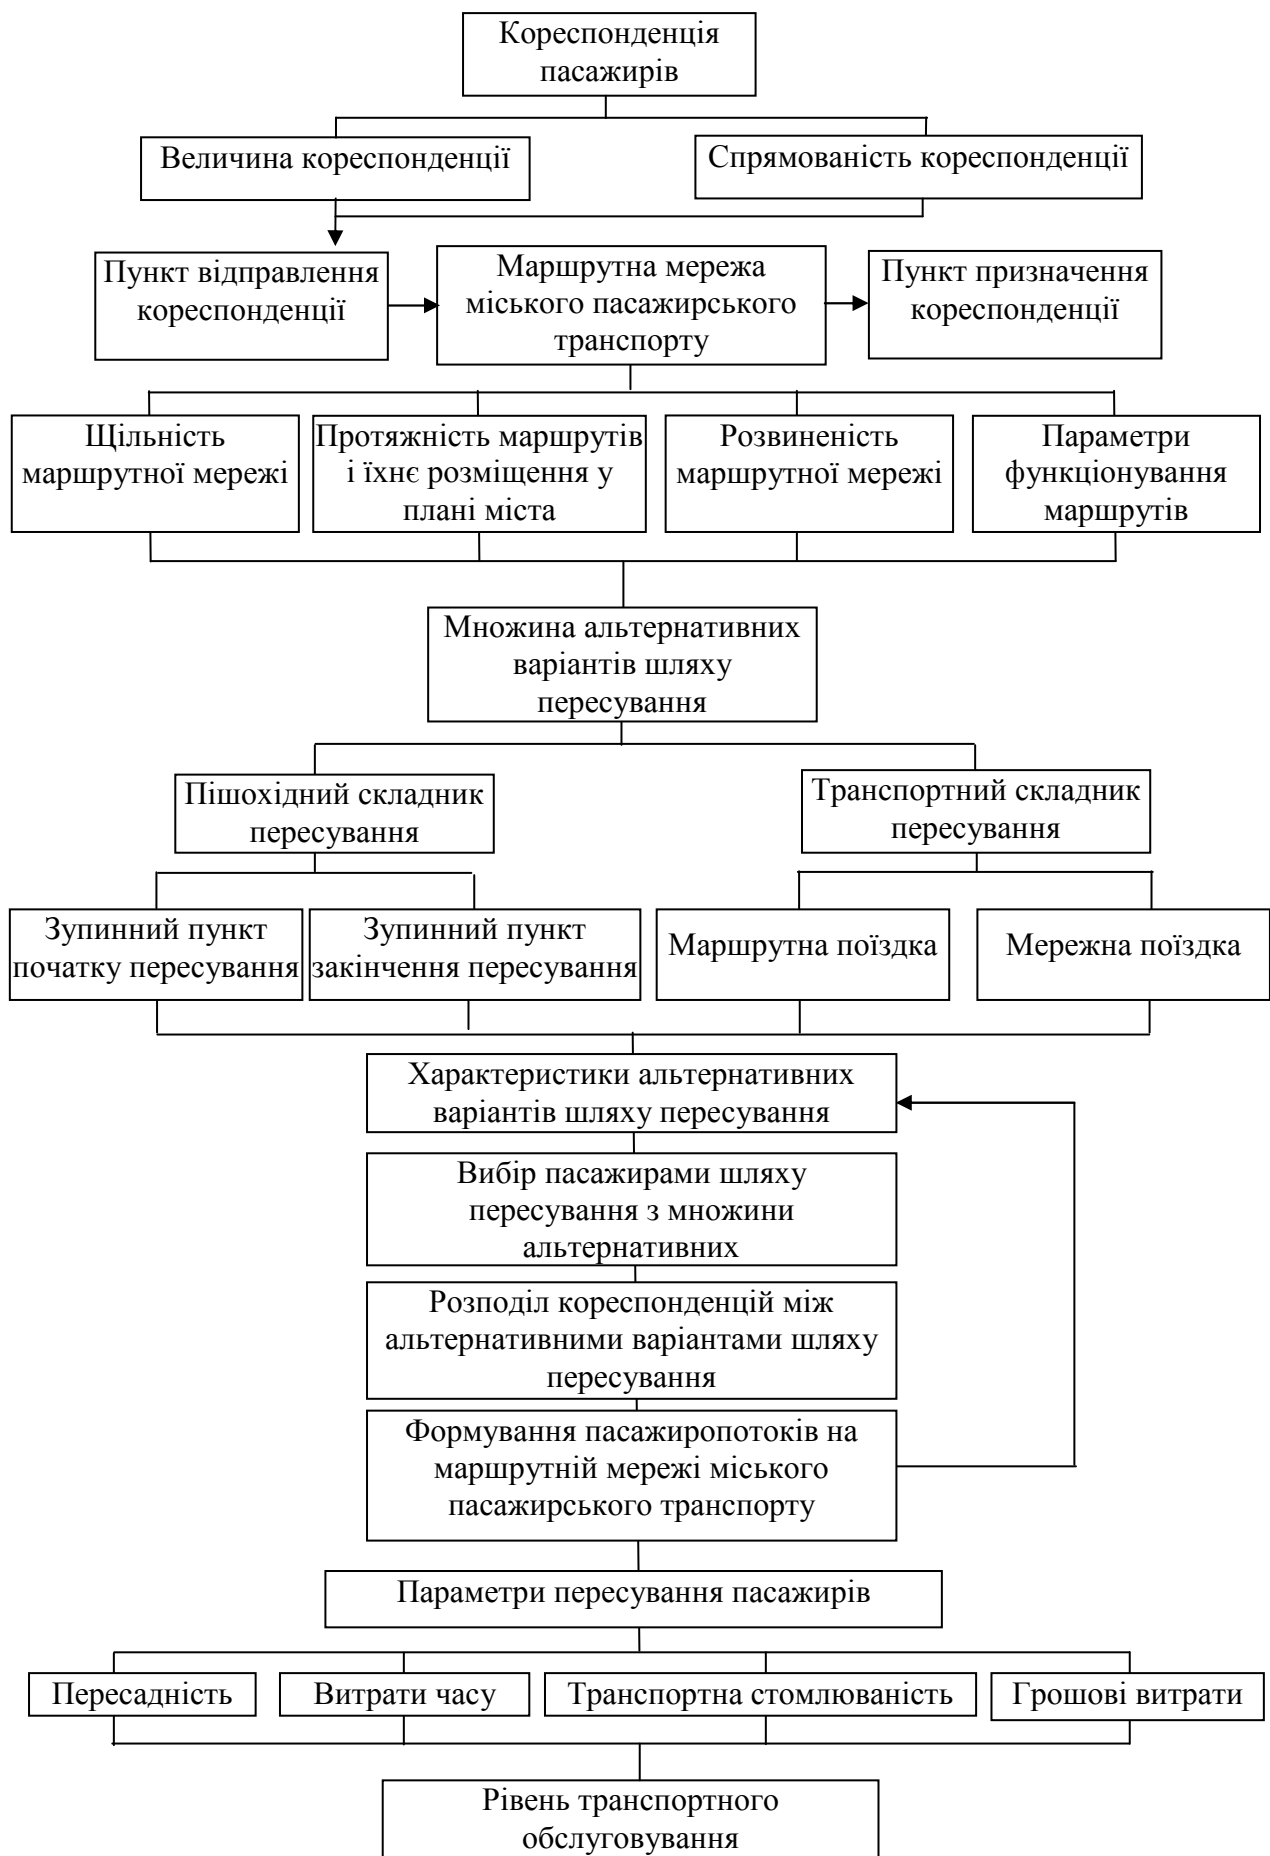 Кореспонденція
пасажирів
Величина кореспонденції
Спрямованість кореспонденції
Пункт відправлення
кореспонденції
Маршрутна мережа
міського пасажирського
транспорту
Пункт призначення
кореспонденції
Щільність
маршрутної мережі
Протяжність маршрутів
і їхнє розміщення у
плані міста
Розвиненість
маршрутної мережі
Параметри
функціонування
маршрутів
Множина альтернативних
варіантів шляху
пересування
Пішохідний складник
пересування
Транспортний складник
пересування
Зупинний пункт
початку пересування
Зупинний пункт
закінчення пересування
Маршрутна поїздка
Мережна поїздка
Характеристики альтернативних
варіантів шляху пересування
Вибір пасажирами шляху
пересування з множини
альтернативних
Розподіл кореспонденцій між
альтернативними варіантами шляху
пересування
Формування пасажиропотоків на
маршрутній мережі міського
пасажирського транспорту
Параметри пересування пасажирів
Пересадність
Витрати часу
Транспортна стомлюваність
Грошові витрати
Рівень транспортного
обслуговування